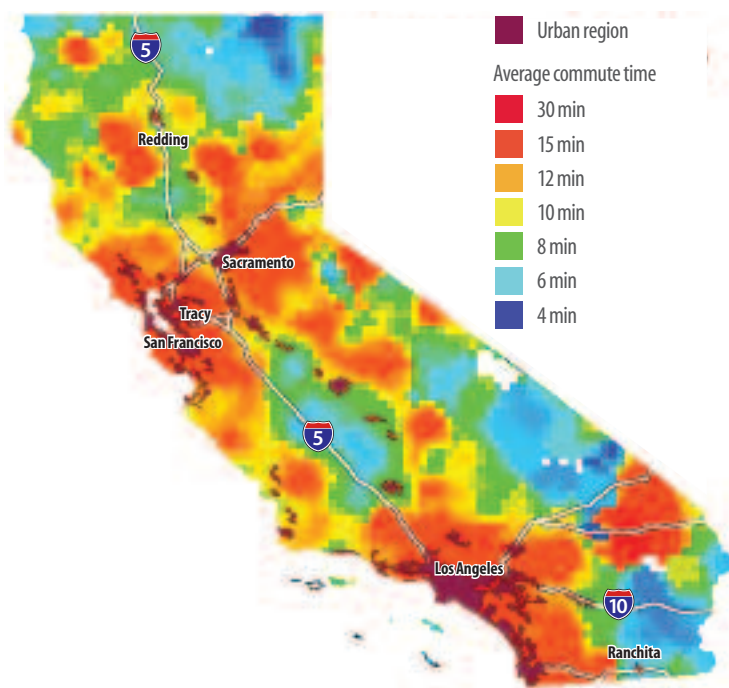 Urban region
Average commute time
30 min
15 min
12 min
10 min
8 min
6 min
4 min
5
Redding
Sacramento
Tracy
San Francisco
5
Los Angeles
10
Ranchita